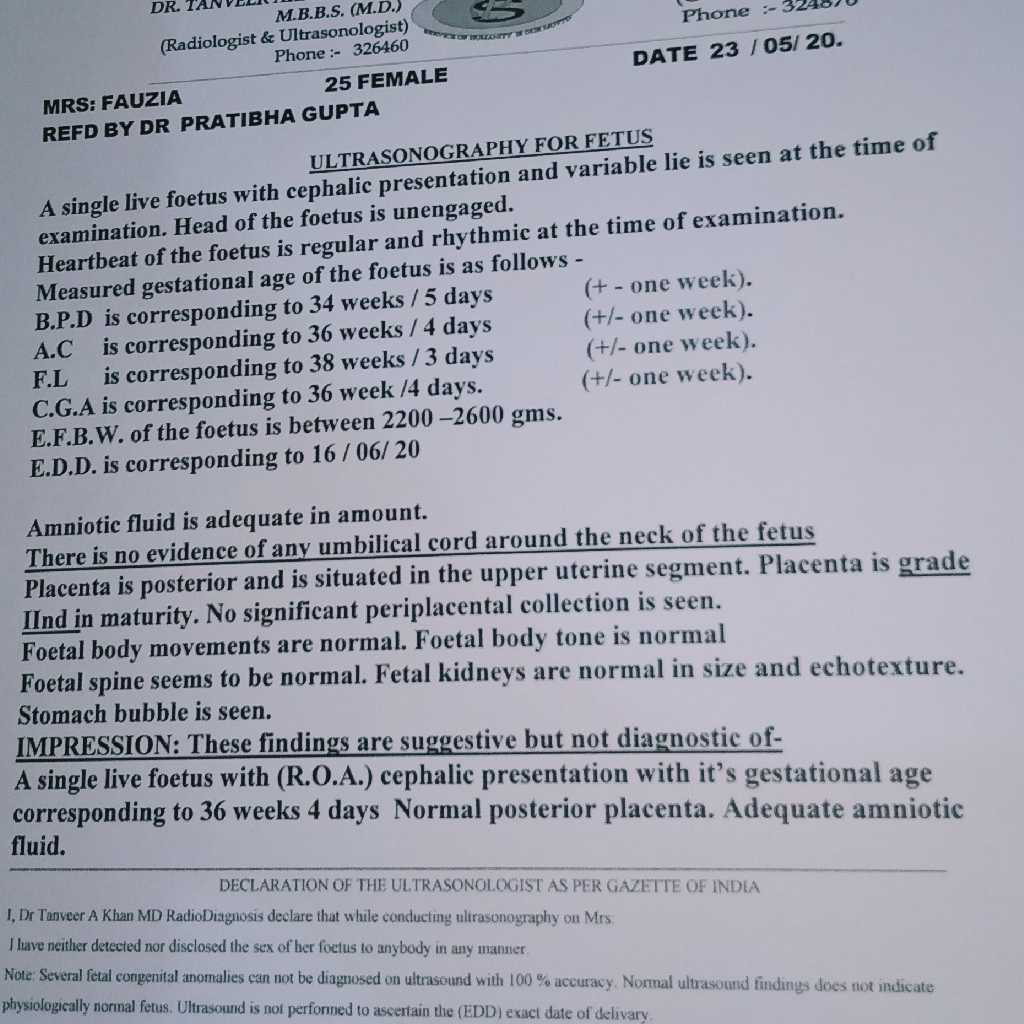 DR. TANVEER
M.B.B.S. (M.D.)
(Radiologist & Ultrasonologist)
Phone :- 326460
SERVICE OF HUMANITY IS OUR MOTTO
Phone :- 324876
DATE 23 / 05/ 20.
MRS: FAUZIA 25 FEMALE
REFD BY DR PRATIBHA GUPTA
ULTRASONOGRAPHY FOR FETUS
A single live foetus with cephalic presentation and variable lie is seen at the time of
examination. Head of the foetus is unengaged.
Heartbeat of the foetus is regular and rhythmic at the time of examination.
Measured gestational age of the foetus is as follows -
B.P.D is corresponding to 34 weeks / 5 days (+ - one week).
A.C is corresponding to 36 weeks / 4 days (+/- one week).
F.L is corresponding to 38 weeks / 3 days (+/- one week).
C.G.A is corresponding to 36 week /4 days. (+/- one week).
E.F.B.W. of the foetus is between 2200 –2600 gms.
E.D.D. is corresponding to 16 / 06/ 20
Amniotic fluid is adequate in amount.
There is no evidence of any umbilical cord around the neck of the fetus
Placenta is posterior and is situated in the upper uterine segment. Placenta is grade
IInd in maturity. No significant periplacental collection is seen.
Foetal body movements are normal. Foetal body tone is normal
Foetal spine seems to be normal. Fetal kidneys are normal in size and echotexture.
Stomach bubble is seen.
IMPRESSION: These findings are suggestive but not diagnostic of-
A single live foetus with (R.O.A.) cephalic presentation with it's gestational age
corresponding to 36 weeks 4 days Normal posterior placenta. Adequate amniotic
fluid.
DECLARATION OF THE ULTRASONOLOGIST AS PER GAZETTE OF INDIA
I, Dr Tanveer A Khan MD RadioDiagnosis declare that while conducting ultrasonography on Mrs:
I have neither detected nor disclosed the sex of her foetus to anybody in any manner.
Note: Several fetal congenital anomalies can not be diagnosed on ultrasound with 100 % accuracy. Normal ultrasound findings does not indicate
physiologically normal fetus. Ultrasound is not performed to ascertain the (EDD) exact date of delivary.